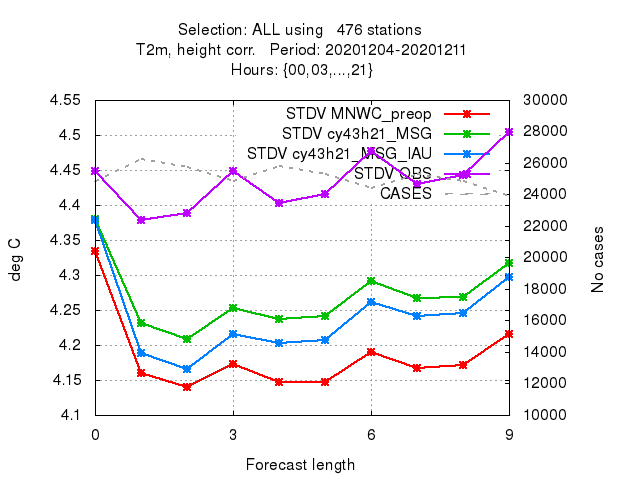 Selection: ALL using 476 stations
T2m, height corr. Period: 20201204-20201211
Hours: {00,03,...,21}
STDV MNWC_preop
STDV cy43h21_MSG
STDV cy43h21_MSG_IAU
STDV OBS
CASES
4.55
4.5
4.45
4.4
4.35
4.3
4.25
4.2
4.15
4.1
deg C
30000
28000
26000
24000
22000
20000
18000
16000
14000
12000
10000
No cases
0 3 6 9
Forecast length